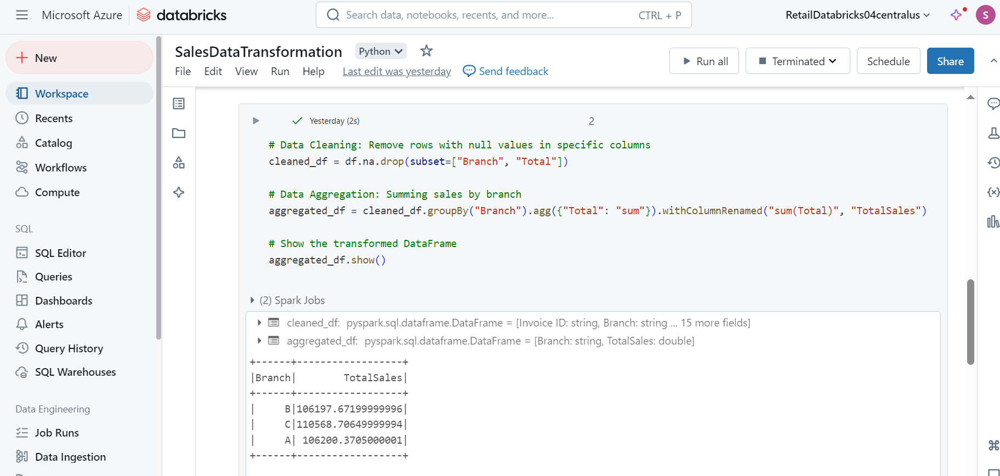 Microsoft Azure databricks Search data, notebooks, recents, and more... CTRL + P RetailDatabricks04centralus S
New
Workspace
Recents
Catalog
Workflows
Compute
SQL
SQL Editor
Queries
Dashboards
Alerts
Query History
SQL Warehouses
Data Engineering
Job Runs
Data Ingestion
SalesDataTransformation Python
File Edit View Run Help Last edit was yesterday Send feedback
Run all Terminated Schedule Share
Yesterday (2s) 2
# Data Cleaning: Remove rows with null values in specific columns
cleaned_df = df.na.drop(subset=["Branch", "Total"])
# Data Aggregation: Summing sales by branch
aggregated_df = cleaned_df.groupBy("Branch").agg({"Total": "sum"}).withColumnRenamed("sum(Total)", "TotalSales")
# Show the transformed DataFrame
aggregated_df.show()
(2) Spark Jobs
cleaned_df: pyspark.sql.dataframe.DataFrame = [Invoice ID: string, Branch: string ... 15 more fields]
aggregated_df: pyspark.sql.dataframe.DataFrame = [Branch: string, TotalSales: double]
+------+------------------+
|Branch|        TotalSales|
+------+------------------+
|     B|106197.67199999996|
|     C|110568.70649999994|
|     A| 106200.3705000001|
+------+------------------+